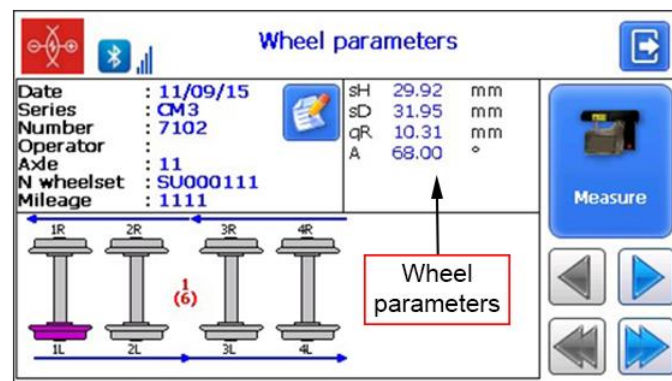 Wheel parameters
Date : 11/09/15
Series : CM3
Number : 7102
Operator :
Axle : 11
N wheelset : SU000111
Mileage : 1111
sH 29.92 mm
sD 31.95 mm
qR 10.31 mm
A 68.00 °
Measure
1R 2R 3R 4R
1
(6)
1L 2L 3L 4L
Wheel
parameters